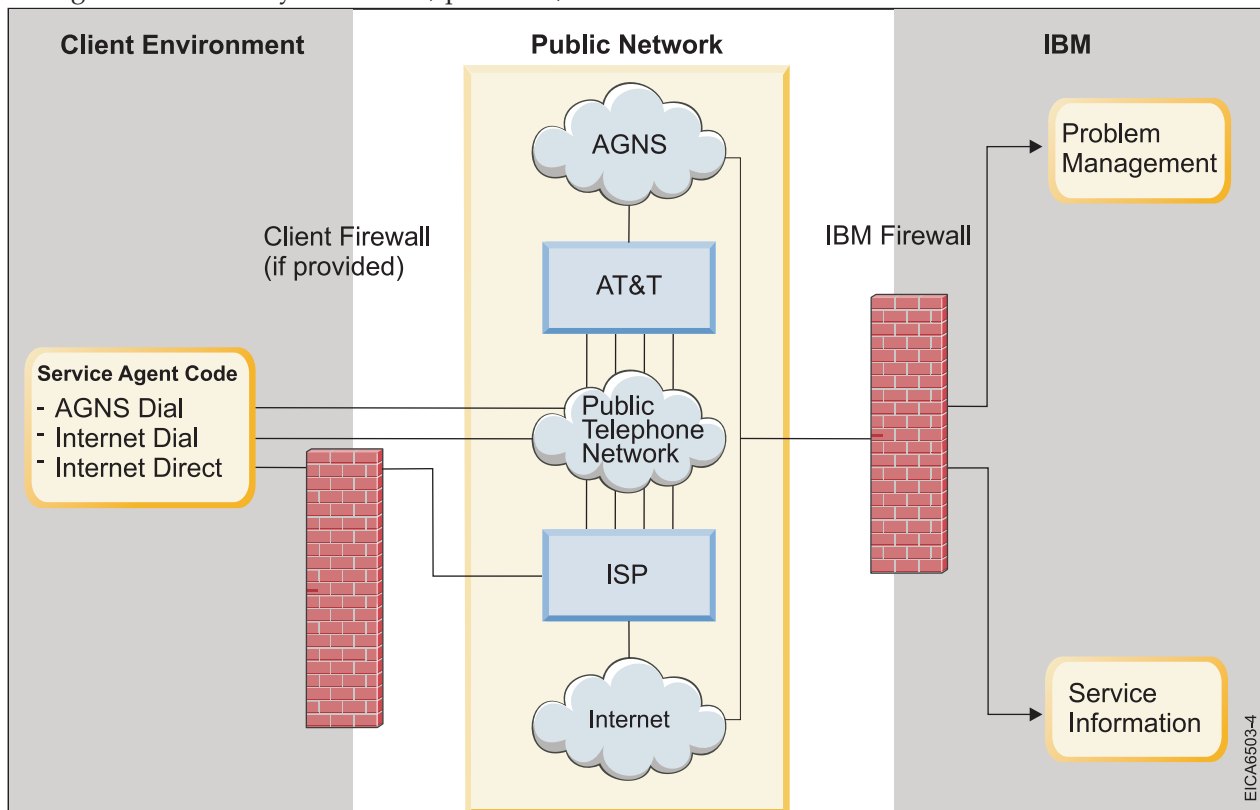 Client Environment
Public Network
IBM
AGNS
Problem
Management
Client Firewall
(if provided)
IBM Firewall
AT&T
Service Agent Code
- AGNS Dial
- Internet Dial
- Internet Direct
Public
Telephone
Network
ISP
Internet
Service
Information
EICA6503-4